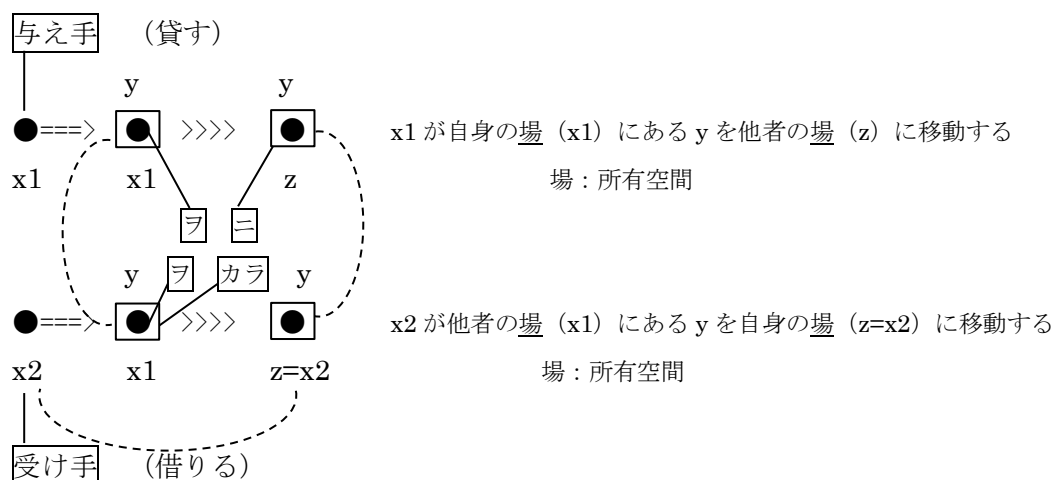 与え手 （貸す）
y y
●===> ● >>>> ● x1 が自身の場（x1）にある y を他者の場（z）に移動する
x1 x1 z 場：所有空間
ヲ ニ
y ヲ カラ y
●===> ● >>>> ● x2 が他者の場（x1）にある y を自身の場（z=x2）に移動する
x2 x1 z=x2 場：所有空間
受け手 （借りる）